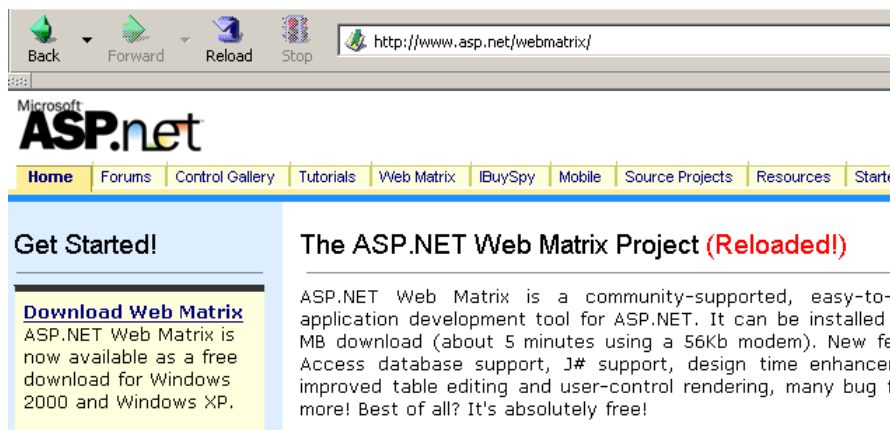 Back
Forward
Reload
Stop
http://www.asp.net/webmatrix/
Microsoft
ASP.net
Home Forums Control Gallery Tutorials Web Matrix IBuySpy Mobile Source Projects Resources
Get Started!
Download Web Matrix
ASP.NET Web Matrix is
now available as a free
download for Windows
2000 and Windows XP.
The ASP.NET Web Matrix Project (Reloaded!)
ASP.NET Web Matrix is a community-supported, easy-to-
application development tool for ASP.NET. It can be installed
MB download (about 5 minutes using a 56Kb modem). New
Access database support, J# support, design time
improved table editing and user-control rendering, many bug
more! Best of all? It's absolutely free!